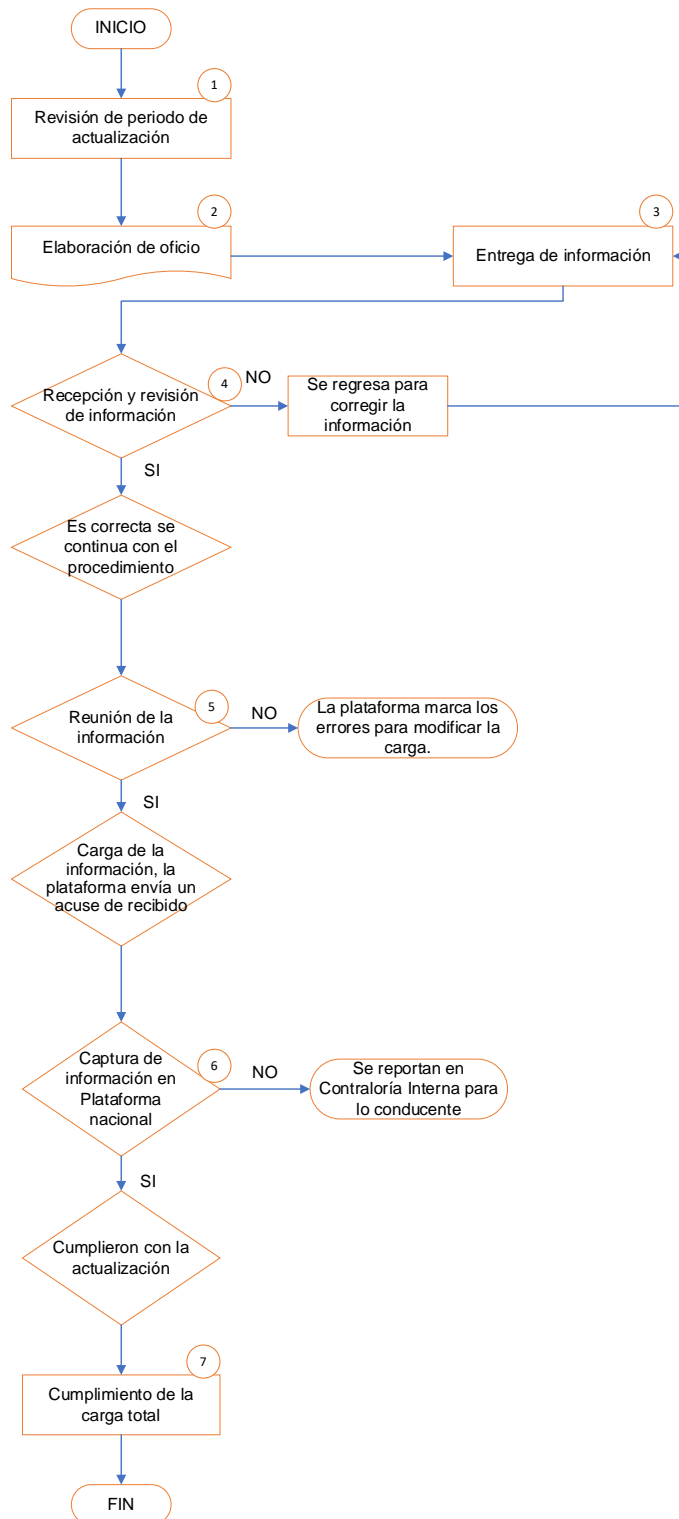 INICIO
1
Revisión de periodo de
actualización
2
Elaboración de oficio
3
Entrega de información
4
Recepción y revisión
de información
NO
Se regresa para
corregir la
información
SI
Es correcta se
continua con el
procedimiento
5
Reunión de la
información
NO
La plataforma marca los
errores para modificar la
carga.
SI
Carga de la
información, la
plataforma envía un
acuse de recibido
6
Captura de
información en
Plataforma
nacional
NO
Se reportan en
Contraloría Interna para
lo conducente
SI
Cumplieron con la
actualización
7
Cumplimiento de la
carga total
FIN